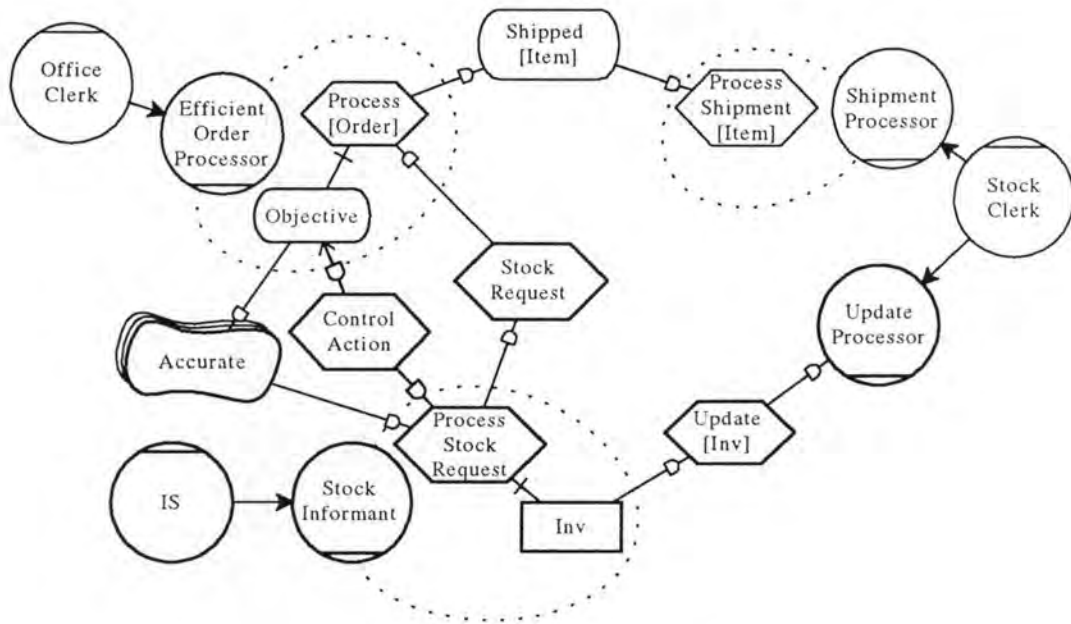 Office
Clerk
Efficient
Order
Processor
Process
[Order]
Shipped
[Item]
Process
Shipment
[Item]
Shipment
Processor
Stock
Clerk
Objective
Stock
Request
Control
Action
Accurate
Update
Processor
Process
Stock
Request
Update
[Inv]
IS
Stock
Informant
Inv